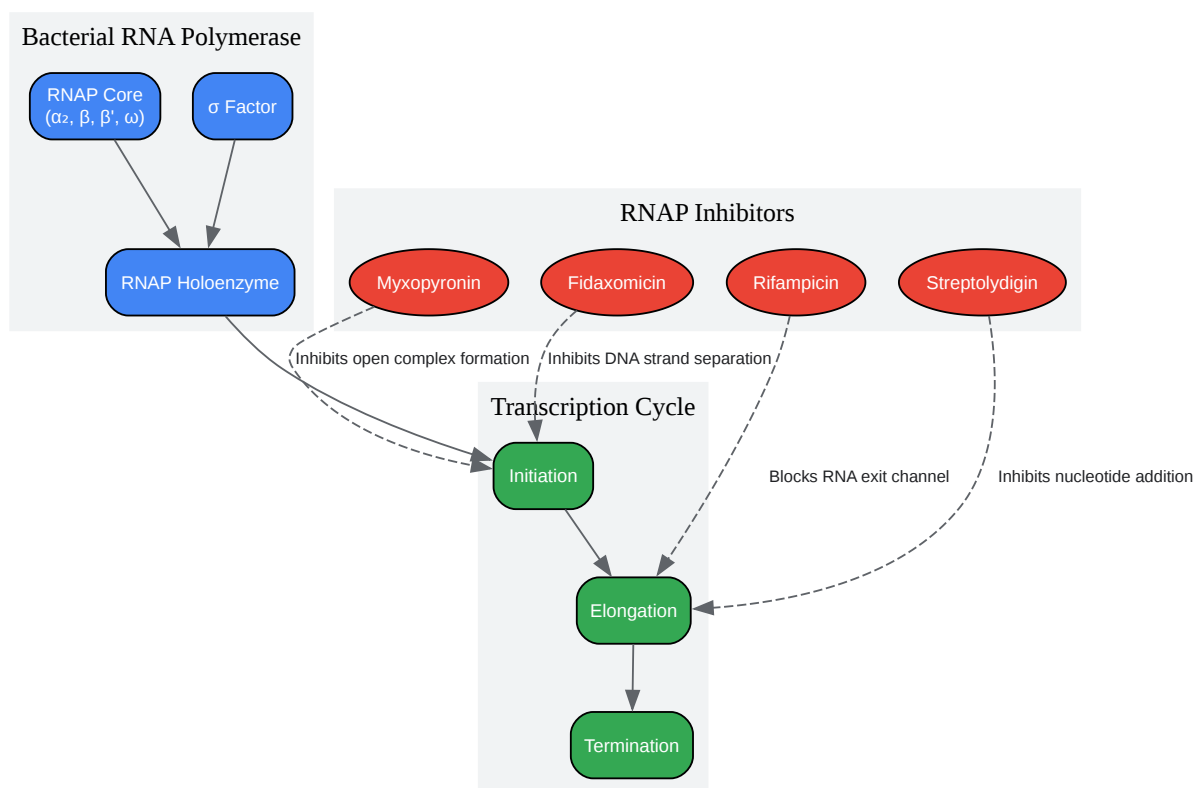 Bacterial RNA Polymerase
RNAP Core
(α₂, β, β', ω)
σ Factor
RNAP Holoenzyme
RNAP Inhibitors
Myxopyronin
Fidaxomicin
Rifampicin
Streptolydigin
Inhibits open complex formation
Inhibits DNA strand separation
Transcription Cycle
Initiation
Blocks RNA exit channel
Inhibits nucleotide addition
Elongation
Termination